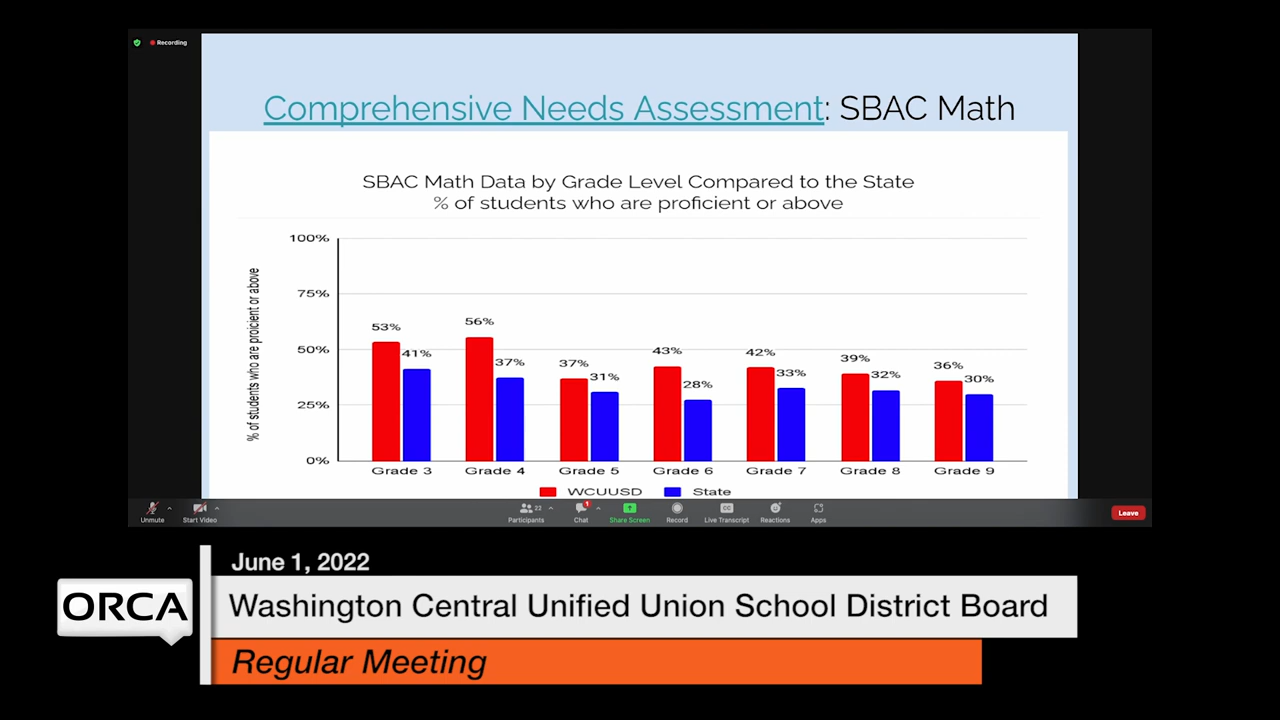 Recording
Comprehensive Needs Assessment: SBAC Math
SBAC Math Data by Grade Level Compared to the State
% of students who are proficient or above
% of students who are proicient or above
100%
75%
50%
25%
0%
53% 41% 56% 37% 37% 31% 43% 28% 42% 33% 39% 32% 36% 30%
Grade 3 Grade 4 Grade 5 Grade 6 Grade 7 Grade 8 Grade 9
WCUUSD State
22 1 CC
Unmute Start Video Participants Chat Share Screen Record Live Transcript Reactions Apps Leave
June 1, 2022
ORCA
Washington Central Unified Union School District Board
Regular Meeting